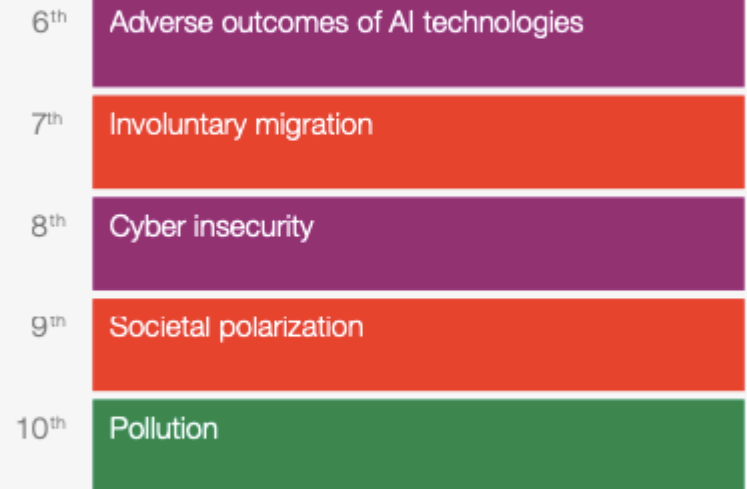 6th Adverse outcomes of AI technologies
7th Involuntary migration
8th Cyber insecurity
9th Societal polarization
10th Pollution